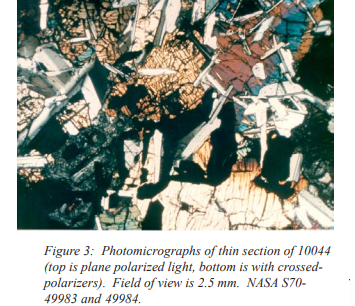 Figure 3: Photomicrographs of thin section of 10044
(top is plane polarized light, bottom is with crossed-
polarizers). Field of view is 2.5 mm. NASA S70-
49983 and 49984.